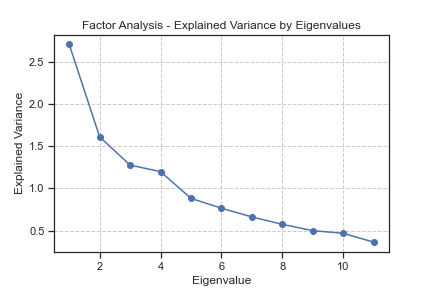 Factor Analysis - Explained Variance by Eigenvalues
Explained Variance
2.5
2.0
1.5
1.0
0.5
2 4 6 8 10
Eigenvalue